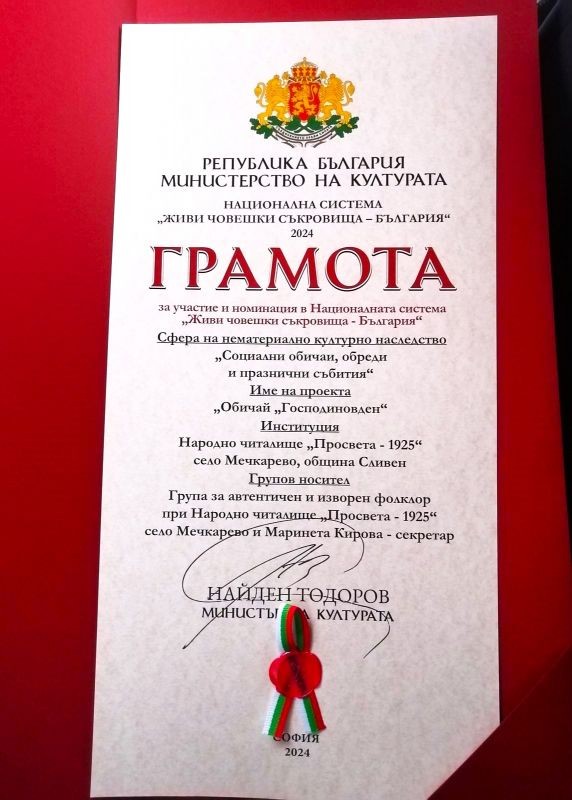 РЕПУБЛИКА БЪЛГАРИЯ
МИНИСТЕРСТВО НА КУЛТУРАТА
НАЦИОНАЛНА СИСТЕМА
„ЖИВИ ЧОВЕШКИ СЪКРОВИЩА – БЪЛГАРИЯ“
2024
ГРАМОТА
за участие и номинация в Националната система
„Живи човешки съкровища - България“
Сфера на нематериално културно наследство
„Социални обичаи, обреди
и празнични събития“
Име на проекта
„Обичай „Господиновден“
Институция
Народно читалище „Просвета - 1925“
село Мечкарево, община Сливен
Групов носител
Група за автентичен и изворен фолклор
при Народно читалище „Просвета - 1925“
село Мечкарево и Маринета Кирова - секретар
НАЙДЕН ТОДОРОВ
КУЛТУРАТА
СОФИЯ
2024